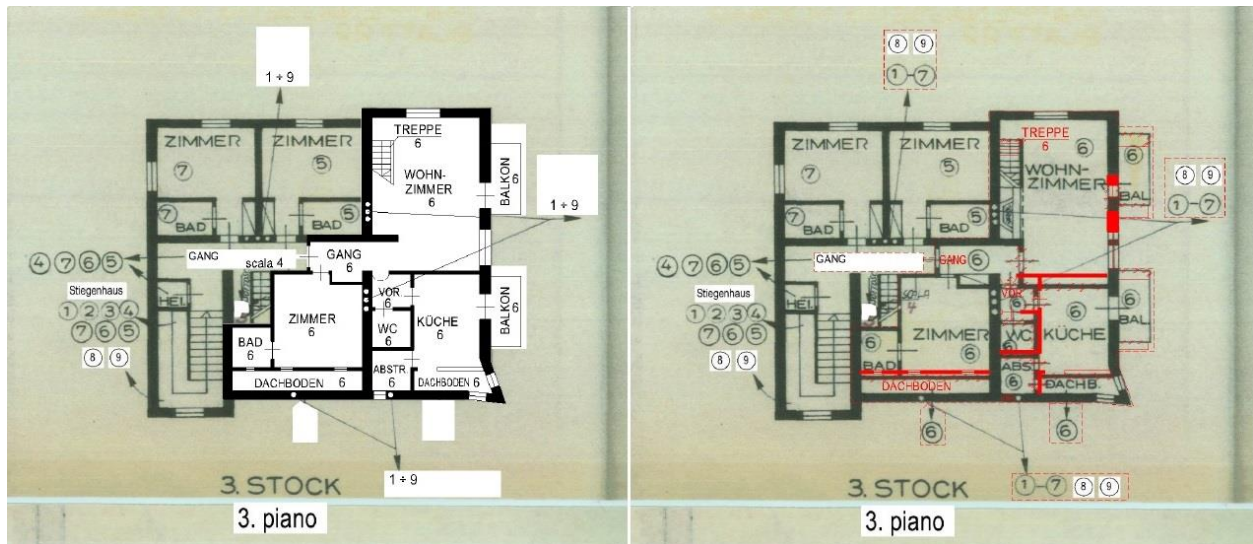 1 ÷ 9
ZIMMER
7
ZIMMER
5
TREPPE
6
WOHN-
ZIMMER
6
BALKON
6
1 ÷ 9
7
BAD
5
BAD
GANG
scala 4
GANG
6
4 7 6 5
Stiegenhaus
HEI
1 2 3 4
7 6 5
8 9
VOR
6
ZIMMER
6
WC
6
KÜCHE
6
BALKON
6
BAD
6
ABSTR.
6
DACHBODEN 6
DACHBODEN 6
1 ÷ 9
3. STOCK
3. piano
8 9
1-7
ZIMMER
7
ZIMMER
5
TREPPE
6
6
WOHN-
ZIMMER
6
BAL
8 9
1-7
7
BAD
BAD
5
GANG
GANG
6
4 7 6 5
Stiegenhaus
HEI
1 2 3 4
7 6 5
8 9
SCALA
4
VOR
6
ZIMMER
6
WC
6
KÜCHE
6
6
BAL
6
BAD
ABST
6
DACHBODEN
DACHB.
6
6
1-7 8 9
3. STOCK
3. piano